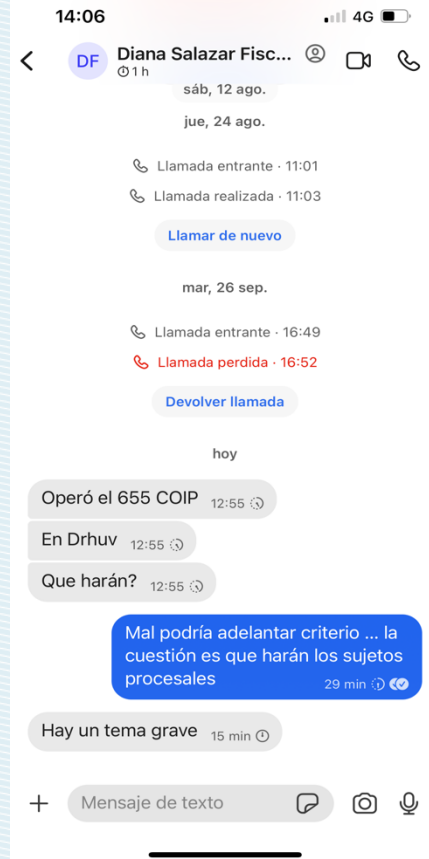 14:06
4G
DF
Diana Salazar Fisc...
1 h
sáb, 12 ago.
jue, 24 ago.
Llamada entrante · 11:01
Llamada realizada · 11:03
Llamar de nuevo
mar, 26 sep.
Llamada entrante · 16:49
Llamada perdida · 16:52
Devolver llamada
hoy
Operó el 655 COIP 12:55
En Drhuv 12:55
Que harán? 12:55
Mal podría adelantar criterio ... la
cuestión es que harán los sujetos
procesales 29 min
Hay un tema grave 15 min
Mensaje de texto